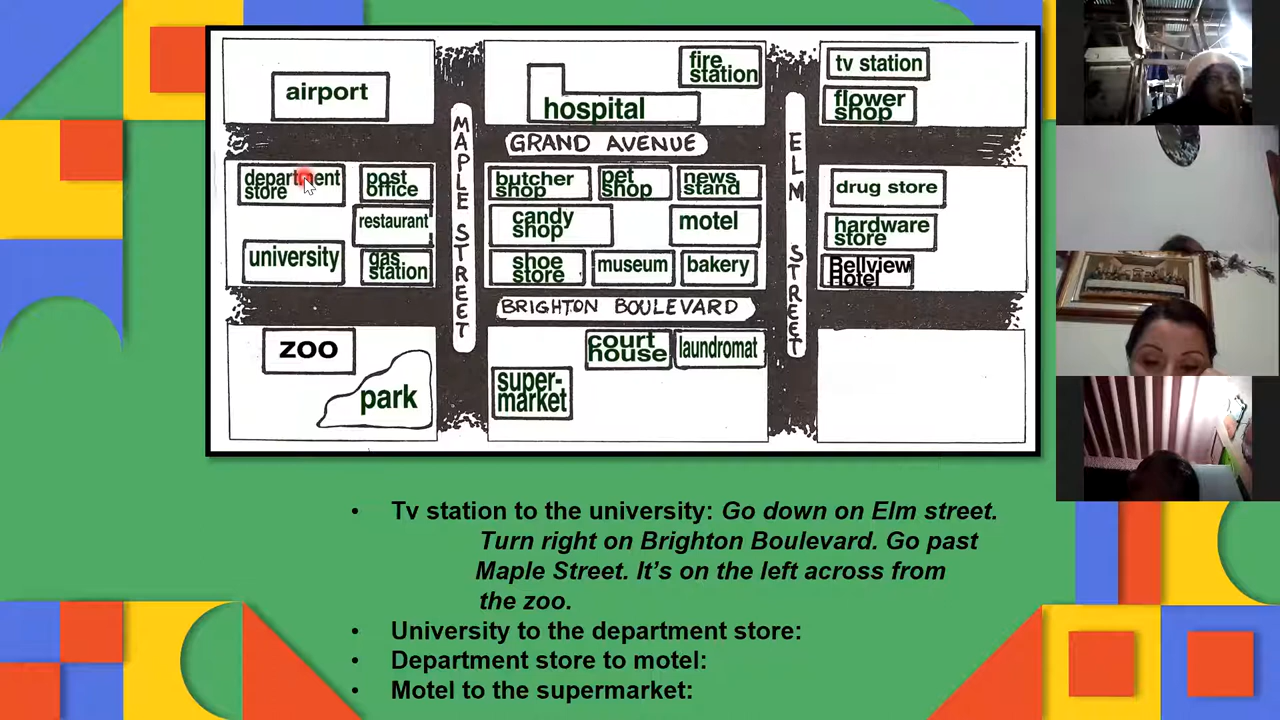 airport
hospital
fire
station
tv station
flower
shop
GRAND AVENUE
MAPLE STREET
ELM STREET
department
store
post
office
restaurant
university
gas
station
butcher
shop
pet
shop
news
stand
candy
shop
motel
shoe
store
museum
bakery
drug store
hardware
store
Bellview
Hotel
BRIGHTON BOULEVARD
zoo
park
court
house
laundromat
super-
market
• Tv station to the university: Go down on Elm street.
Turn right on Brighton Boulevard. Go past
Maple Street. It’s on the left across from
the zoo.
• University to the department store:
• Department store to motel:
• Motel to the supermarket: